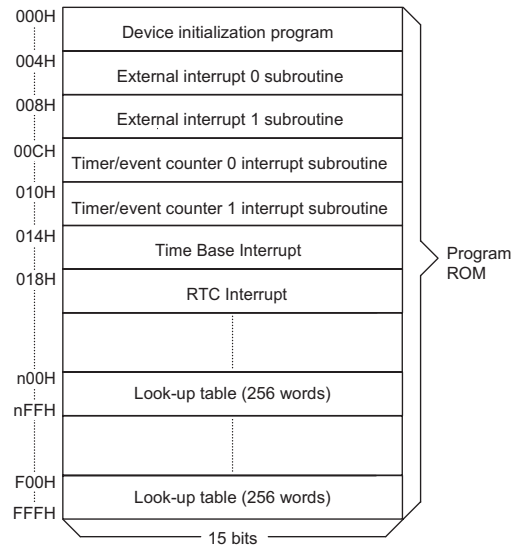 000H
Device initialization program
004H
External interrupt 0 subroutine
008H
External interrupt 1 subroutine
00CH
Timer/event counter 0 interrupt subroutine
010H
Timer/event counter 1 interrupt subroutine
014H
Time Base Interrupt
018H
RTC Interrupt
Program
ROM
n00H
Look-up table (256 words)
nFFH
F00H
Look-up table (256 words)
FFFH
15 bits